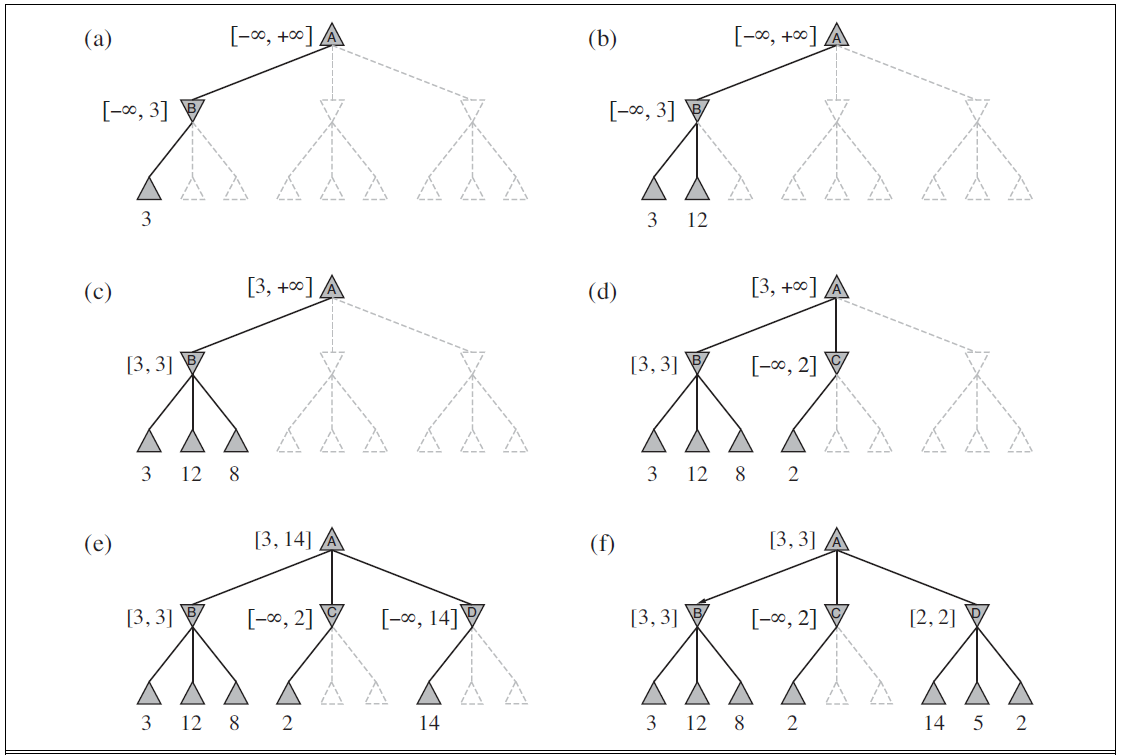 (a) [−∞, +∞] A
[−∞, 3] B
3
(b) [−∞, +∞] A
[−∞, 3] B
3 12
(c) [3, +∞] A
[3, 3] B
3 12 8
(d) [3, +∞] A
[3, 3] B [−∞, 2] C
3 12 8 2
(e) [3, 14] A
[3, 3] B [−∞, 2] C [−∞, 14] D
3 12 8 2 14
(f) [3, 3] A
[3, 3] B [−∞, 2] C [2, 2] D
3 12 8 2 14 5 2